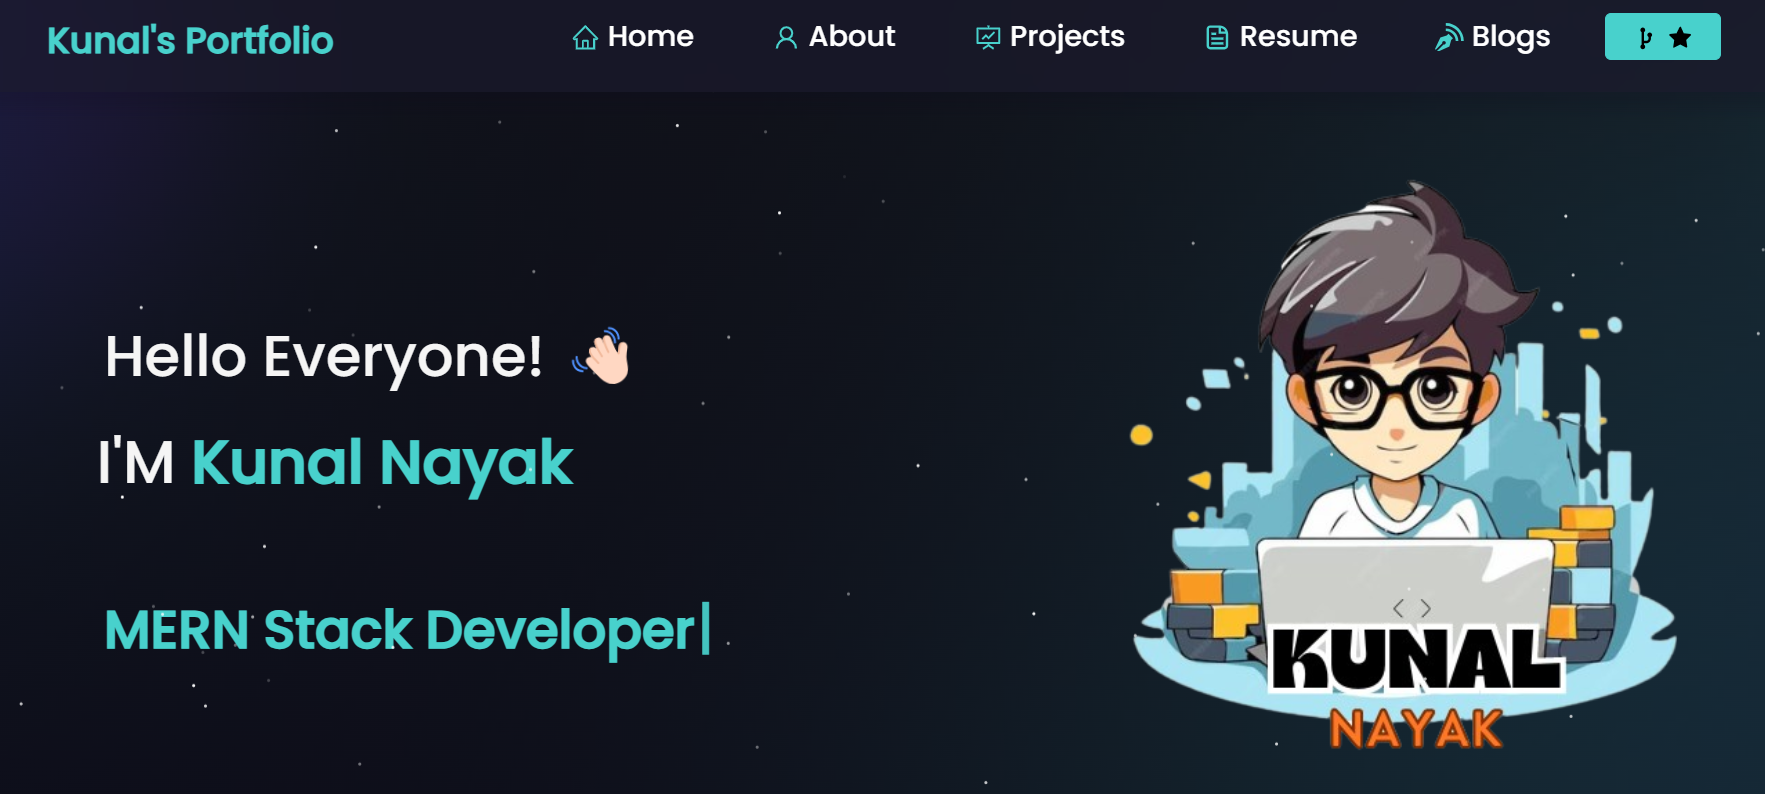 Kunal's Portfolio
Home
About
Projects
Resume
Blogs
Hello Everyone! 👋🏻
I'M Kunal Nayak
MERN Stack Developer|
< >
KUNAL
NAYAK